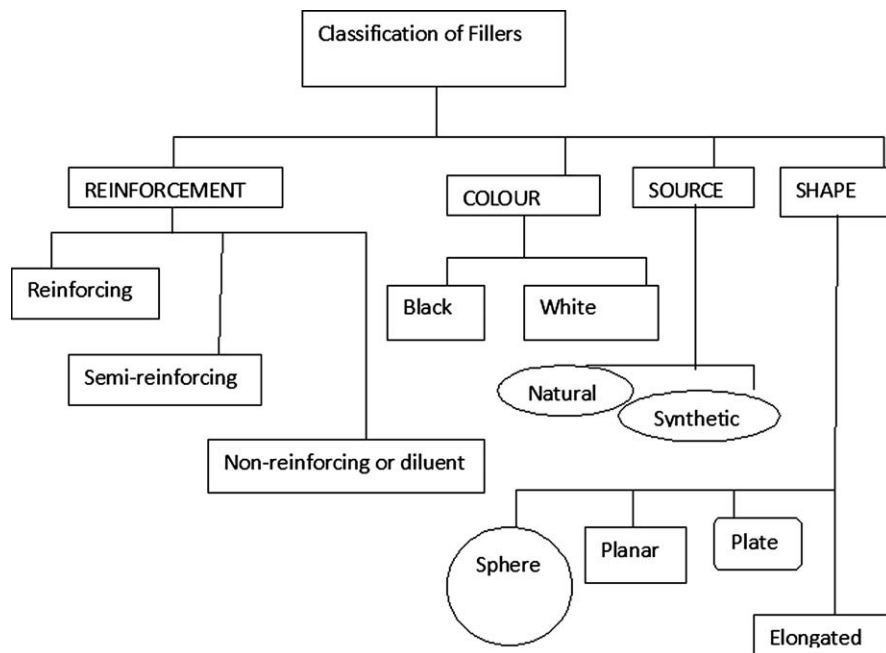 Classification of Fillers
REINFORCEMENT
COLOUR
SOURCE
SHAPE
Reinforcing
Black
White
Semi-reinforcing
Natural
Synthetic
Non-reinforcing or diluent
Sphere
Planar
Plate
Elongated